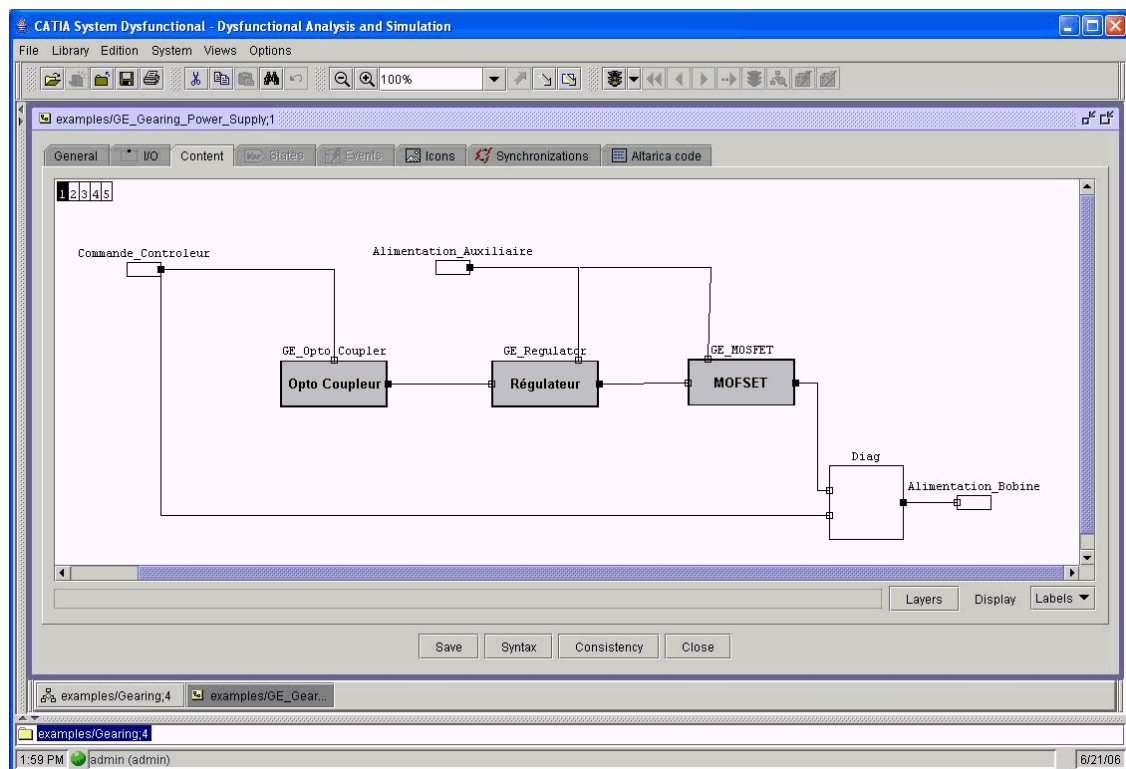 CATIA System Dysfunctional - Dysfunctional Analysis and Simulation
File Library Edition System Views Options
100%
examples/GE_Gearing_Power_Supply;1
General I/O Content States Events Icons Synchronizations Altarica code
1 2 3 4 5
Commande_Controleur Alimentation_Auxiliaire
GE_Opto_Coupler GE_Regulator GE_MOSFET
Opto Coupleur Régulateur MOFSET
Diag
Alimentation_Bobine
Layers Display Labels
Save Syntax Consistency Close
examples/Gearing;4 examples/GE_Gear...
examples/Gearing;4
1:59 PM admin (admin) 6/21/06